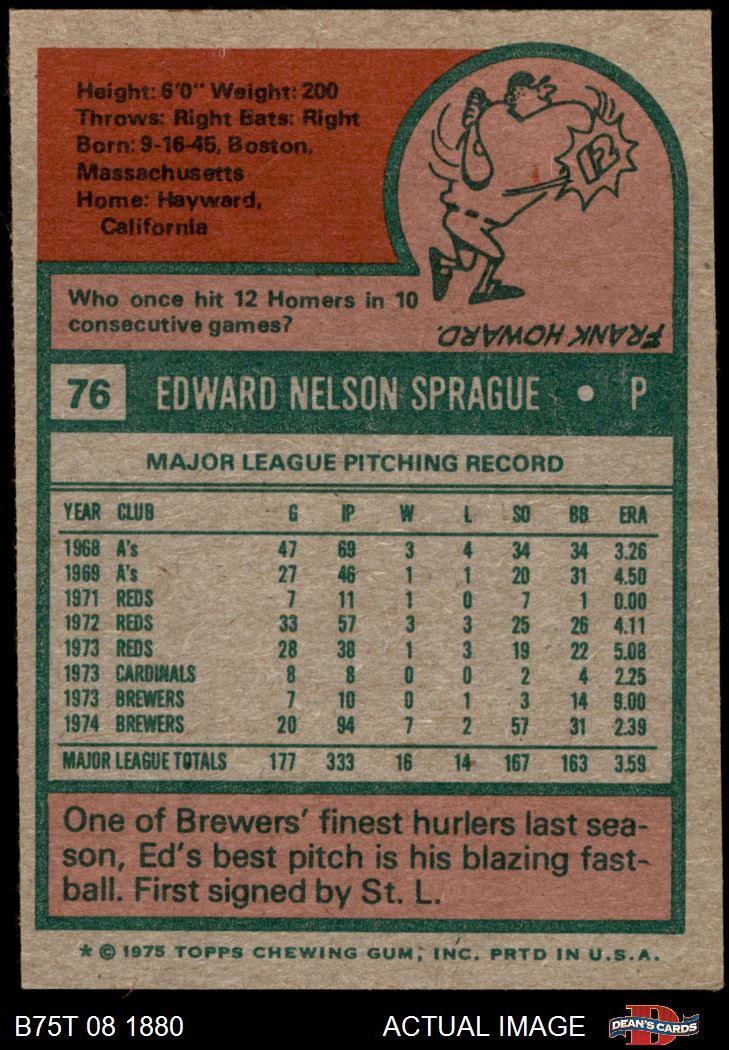 Height: 6'0" Weight: 200
Throws: Right Bats: Right
Born: 9-16-45, Boston,
Massachusetts
Home: Hayward,
California
12
Who once hit 12 Homers in 10
consecutive games?
FRANK HOWARD.
76 EDWARD NELSON SPRAGUE • P
MAJOR LEAGUE PITCHING RECORD
YEAR CLUB G IP W L SO BB ERA
1968 A's 47 69 3 4 34 34 3.26
1969 A's 27 46 1 1 20 31 4.50
1971 REDS 7 11 1 0 7 1 0.00
1972 REDS 33 57 3 3 25 26 4.11
1973 REDS 28 38 1 3 19 22 5.08
1973 CARDINALS 8 8 0 0 2 4 2.25
1973 BREWERS 7 10 0 1 3 14 9.00
1974 BREWERS 20 94 7 2 57 31 2.39
MAJOR LEAGUE TOTALS 177 333 16 14 167 163 3.59
One of Brewers' finest hurlers last sea-
son, Ed's best pitch is his blazing fast-
ball. First signed by St. L.
* © 1975 TOPPS CHEWING GUM, INC. PRTD IN U.S.A.
B75T 08 1880 ACTUAL IMAGE D DEAN'S CARDS